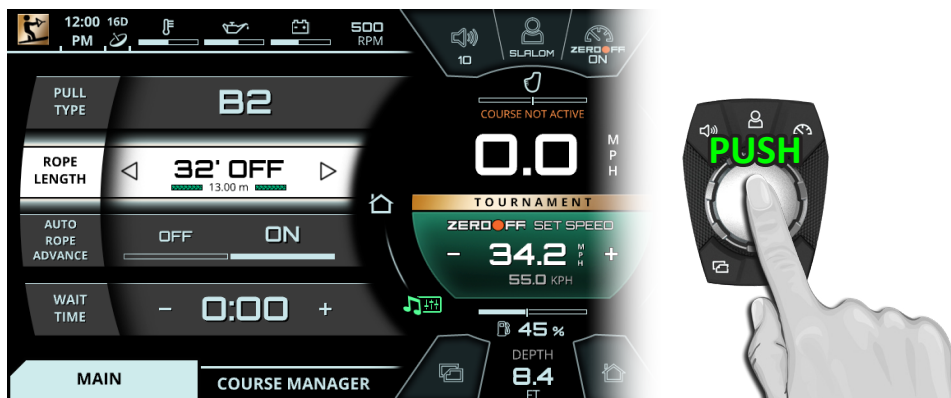 12:00 16D
PM
500
RPM
10
SLALOM
ZEROOFF
ON
PULL
TYPE
B2
COURSE NOT ACTIVE
ROPE
LENGTH
32' OFF
13.00 m
0.0
MPH
TOURNAMENT
AUTO
ROPE
ADVANCE
OFF
ON
ZEROOFF SET SPEED
- 34.2 MPH +
55.0 KPH
WAIT
TIME
- 0:00 +
45 %
DEPTH
8.4
FT
MAIN
COURSE MANAGER
PUSH